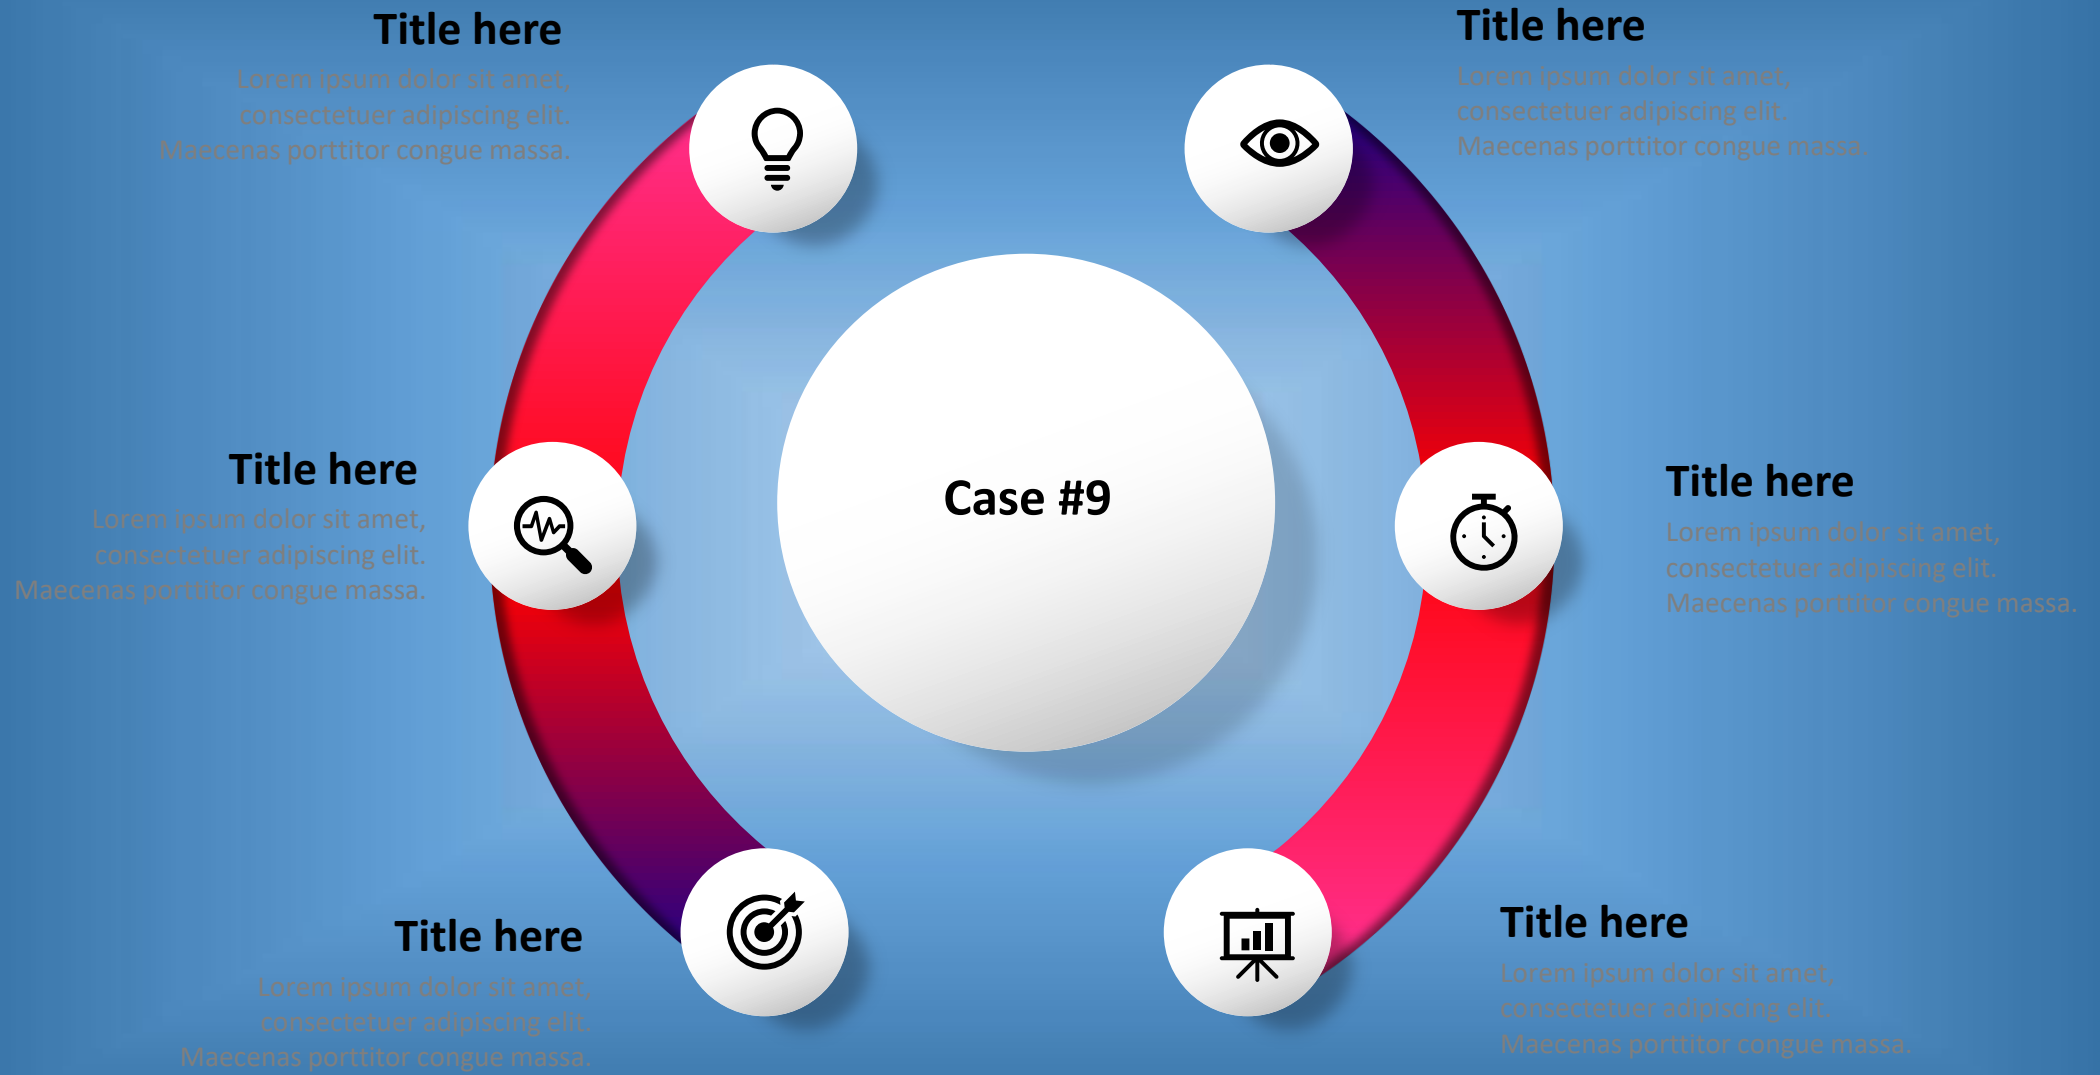 Title here
Lorem ipsum dolor sit amet,
consectetuer adipiscing elit.
Maecenas porttitor congue massa.
Title here
Lorem ipsum dolor sit amet,
consectetuer adipiscing elit.
Maecenas porttitor congue massa.
Title here
Lorem ipsum dolor sit amet,
consectetuer adipiscing elit.
Maecenas porttitor congue massa.
Case #9
Title here
Lorem ipsum dolor sit amet,
consectetuer adipiscing elit.
Maecenas porttitor congue massa.
Title here
Lorem ipsum dolor sit amet,
consectetuer adipiscing elit.
Maecenas porttitor congue massa.
Title here
Lorem ipsum dolor sit amet,
consectetuer adipiscing elit.
Maecenas porttitor congue massa.